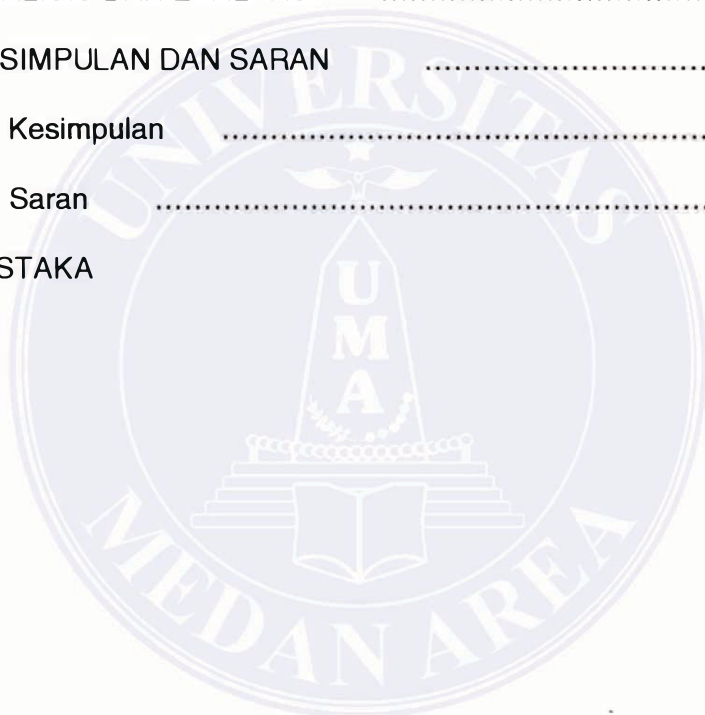 SIMPULAN DAN SARAN ..............................
Kesimpulan ..................................................
Saran ..........................................................
STAKA
UNIVERSITAS
UMA
MEDAN AREA